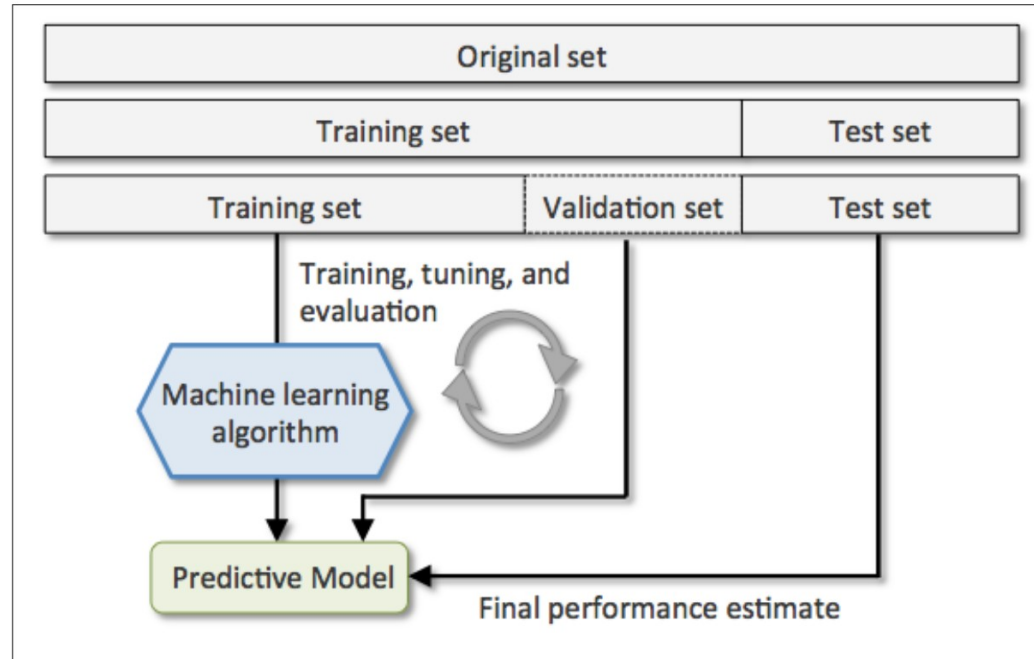 Original set
Training set
Test set
Training set
Validation set
Test set
Training, tuning, and
evaluation
Machine learning
algorithm
Predictive Model
Final performance estimate